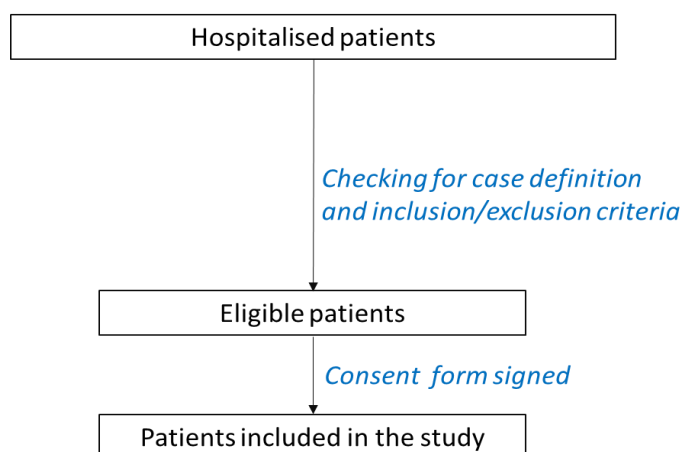 Hospitalised patients
Checking for case definition
and inclusion/exclusion criteria
Eligible patients
Consent form signed
Patients included in the study